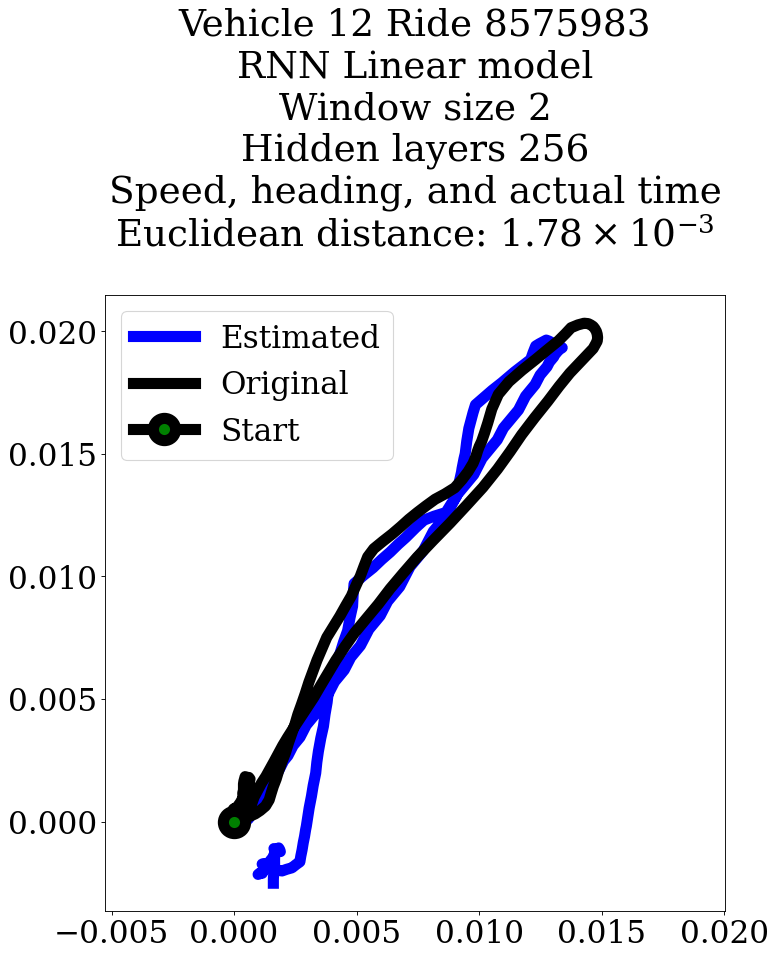 Vehicle 12 Ride 8575983
RNN Linear model
Window size 2
Hidden layers 256
Speed, heading, and actual time
Euclidean distance: 1.78 × 10⁻³
Estimated
Original
Start
0.020
0.015
0.010
0.005
0.000
−0.005 0.000 0.005 0.010 0.015 0.020